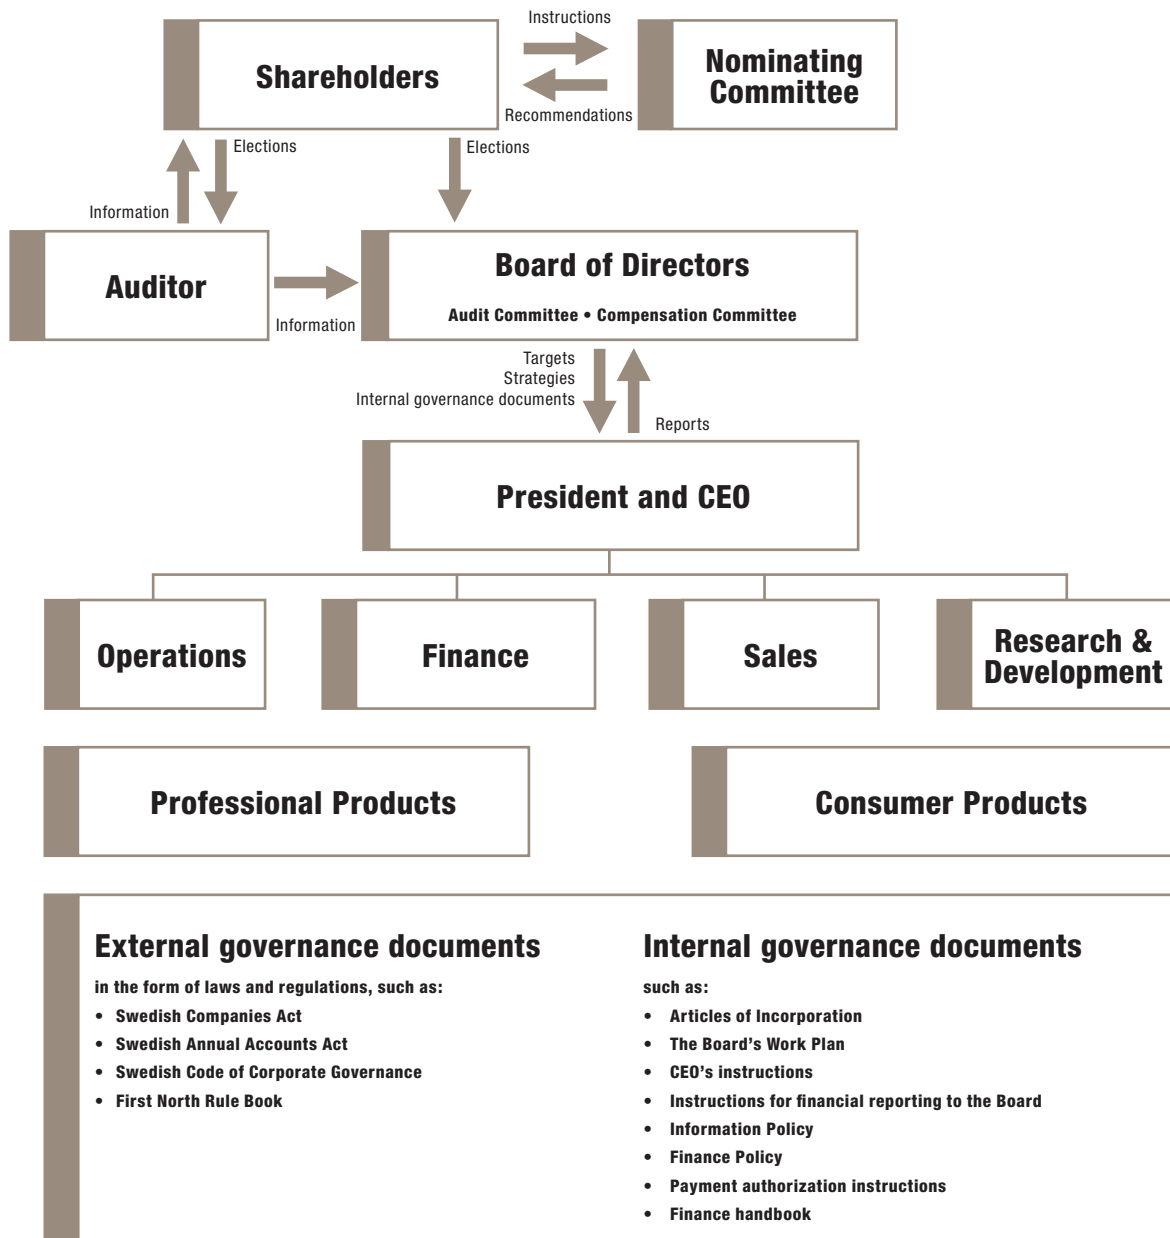 Instructions
Shareholders
Nominating
Committee
Recommendations
Elections
Elections
Information
Auditor
Information
Board of Directors
Audit Committee • Compensation Committee
Targets
Strategies
Internal governance documents
Reports
President and CEO
Operations
Finance
Sales
Research &
Development
Professional Products
Consumer Products
External governance documents
in the form of laws and regulations, such as:
• Swedish Companies Act
• Swedish Annual Accounts Act
• Swedish Code of Corporate Governance
• First North Rule Book
Internal governance documents
such as:
• Articles of Incorporation
• The Board’s Work Plan
• CEO’s instructions
• Instructions for financial reporting to the Board
• Information Policy
• Finance Policy
• Payment authorization instructions
• Finance handbook